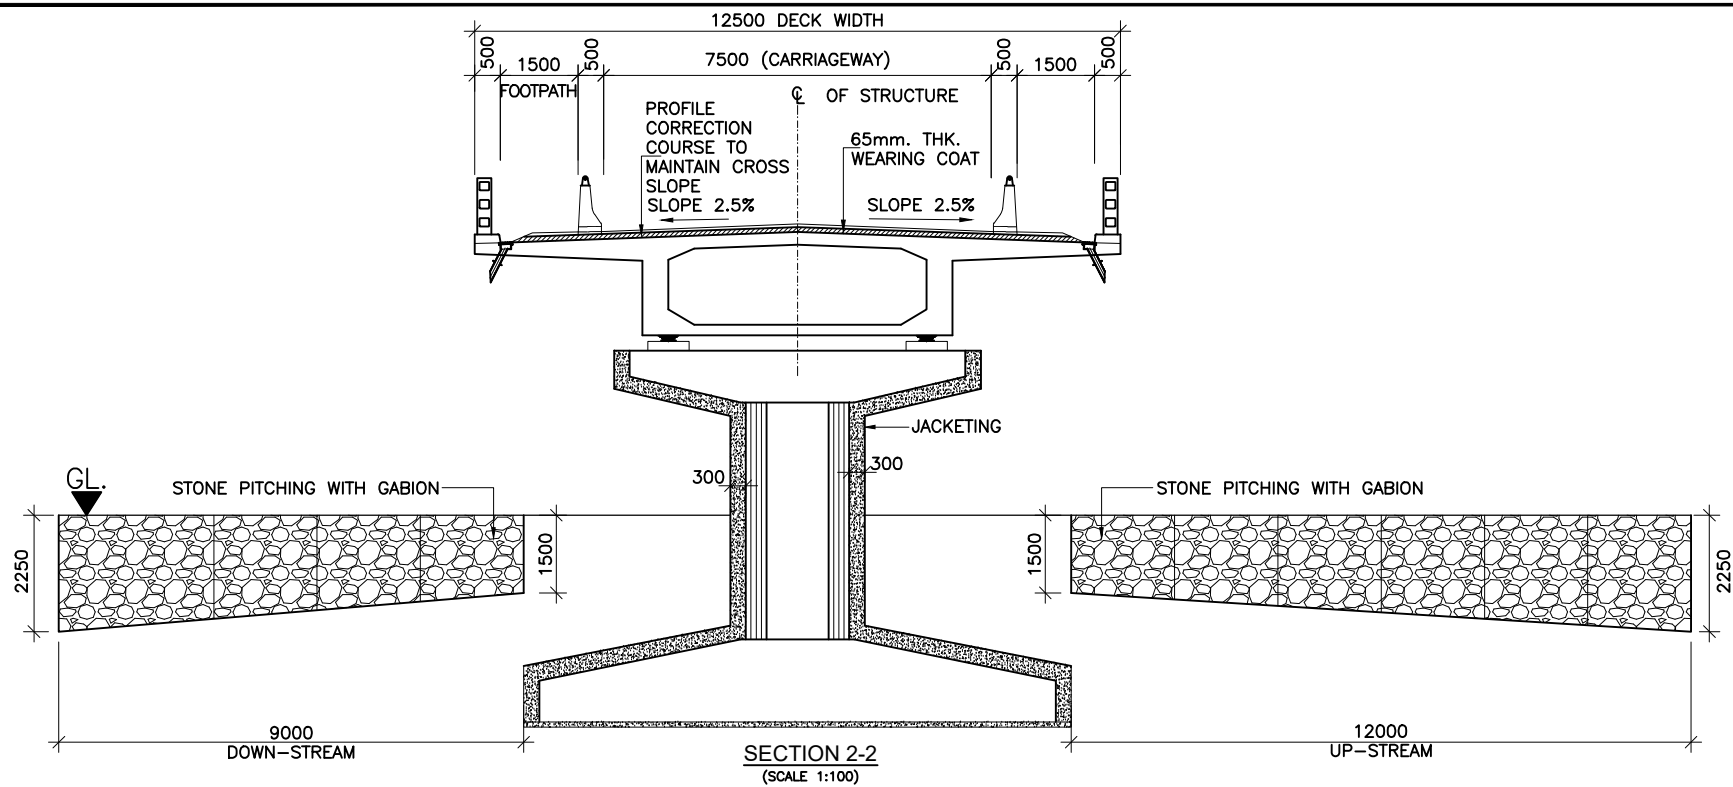 12500 DECK WIDTH
500
1500
500
7500 (CARRIAGEWAY)
500
1500
500
FOOTPATH
℄ OF STRUCTURE
PROFILE
CORRECTION
COURSE TO
MAINTAIN CROSS
SLOPE
SLOPE 2.5%
65mm. THK.
WEARING COAT
SLOPE 2.5%
JACKETING
300
300
GL.
STONE PITCHING WITH GABION
STONE PITCHING WITH GABION
2250
1500
1500
2250
9000
DOWN-STREAM
12000
UP-STREAM
SECTION 2-2
(SCALE 1:100)